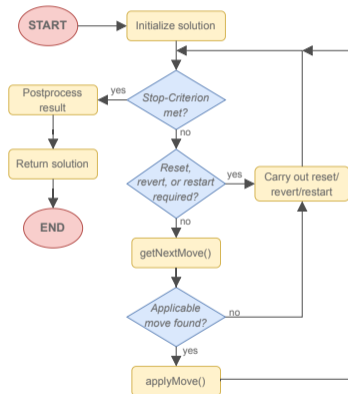 START
Initialize solution
Stop-Criterion
met?
yes
no
Postprocess
result
Return solution
END
Reset,
revert, or restart
required?
yes
no
Carry out reset/
revert/restart
getNextMove()
Applicable
move found?
no
yes
applyMove()